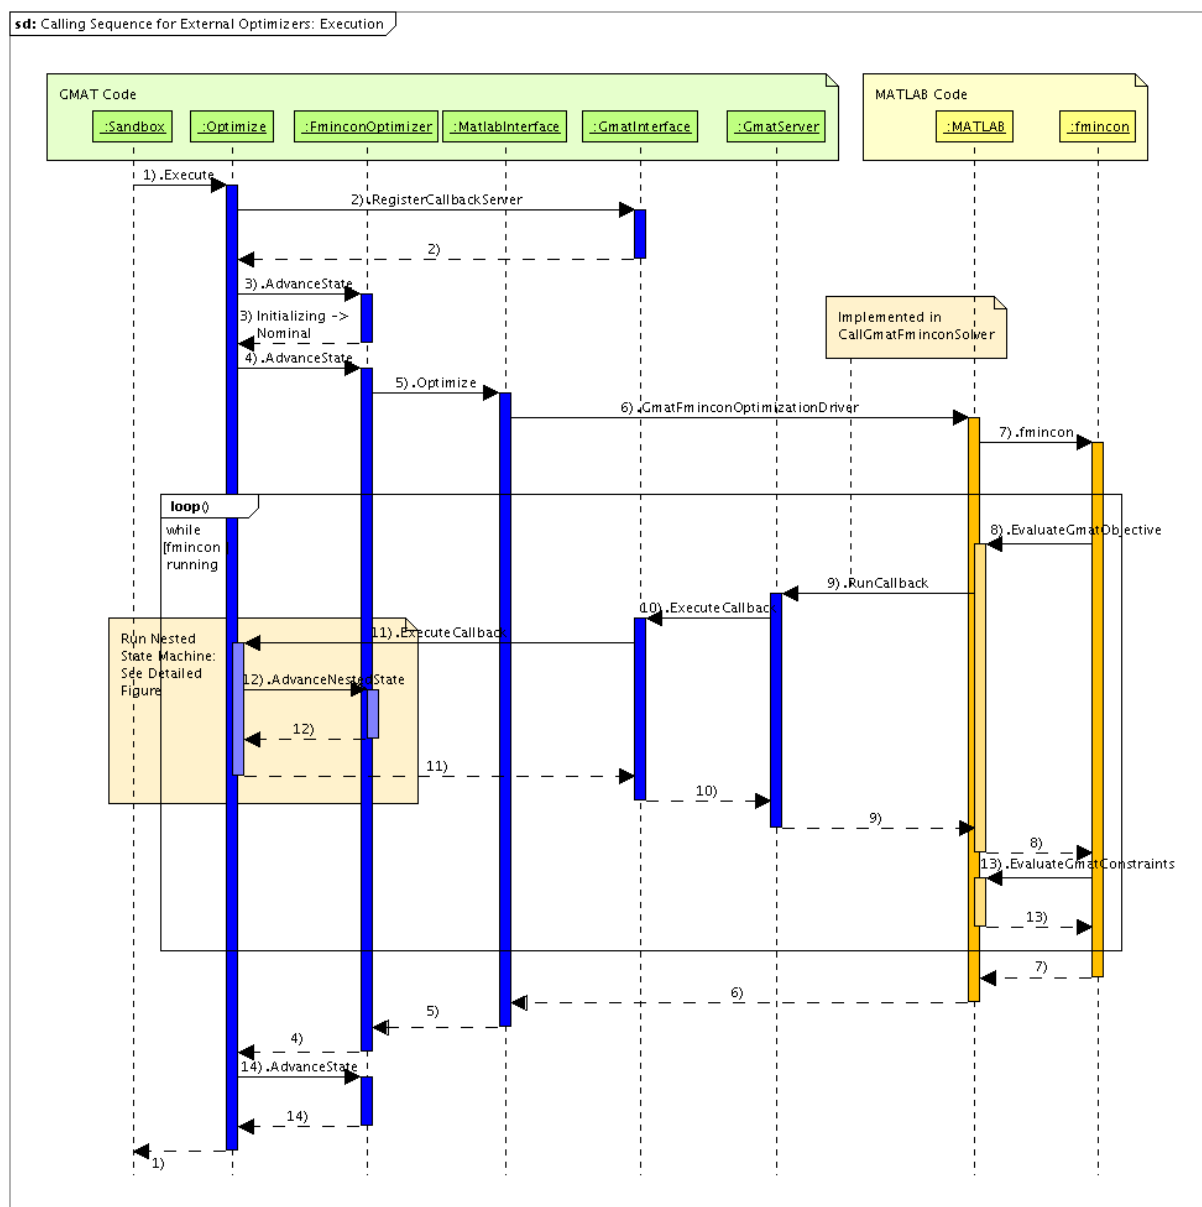 sd: Calling Sequence for External Optimizers: Execution
GMAT Code
MATLAB Code
:Sandbox
:Optimize
:FminconOptimizer
:MatlabInterface
:GmatInterface
:GmatServer
:MATLAB
:fmincon
1).Execute
2).RegisterCallbackServer
2)
3).AdvanceState
3) Initializing ->
Nominal
Implemented in
CallGmatFminconSolver
4).AdvanceState
5).Optimize
6).GmatFminconOptimizationDriver
7).fmincon
loop()
while
[fmincon
running
8).EvaluateGmatObjective
9).RunCallback
10).ExecuteCallback
11).ExecuteCallback
Run Nested
State Machine:
See Detailed
Figure
12).AdvanceNestedState
12)
11)
10)
9)
8)
13).EvaluateGmatConstraints
13)
7)
6)
5)
4)
14).AdvanceState
14)
1)